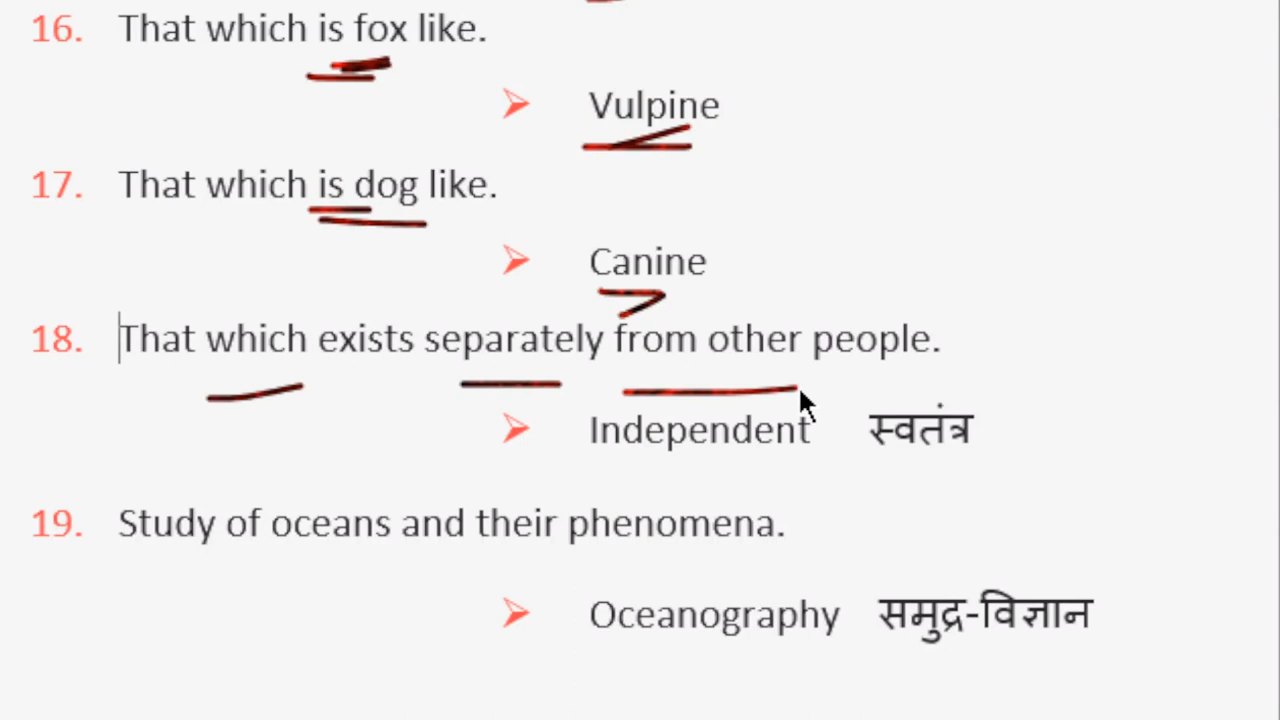 16. That which is fox like.
Vulpine
17. That which is dog like.
Canine
18. That which exists separately from other people.
Independent स्वतंत्र
19. Study of oceans and their phenomena.
Oceanography समुद्र-विज्ञान